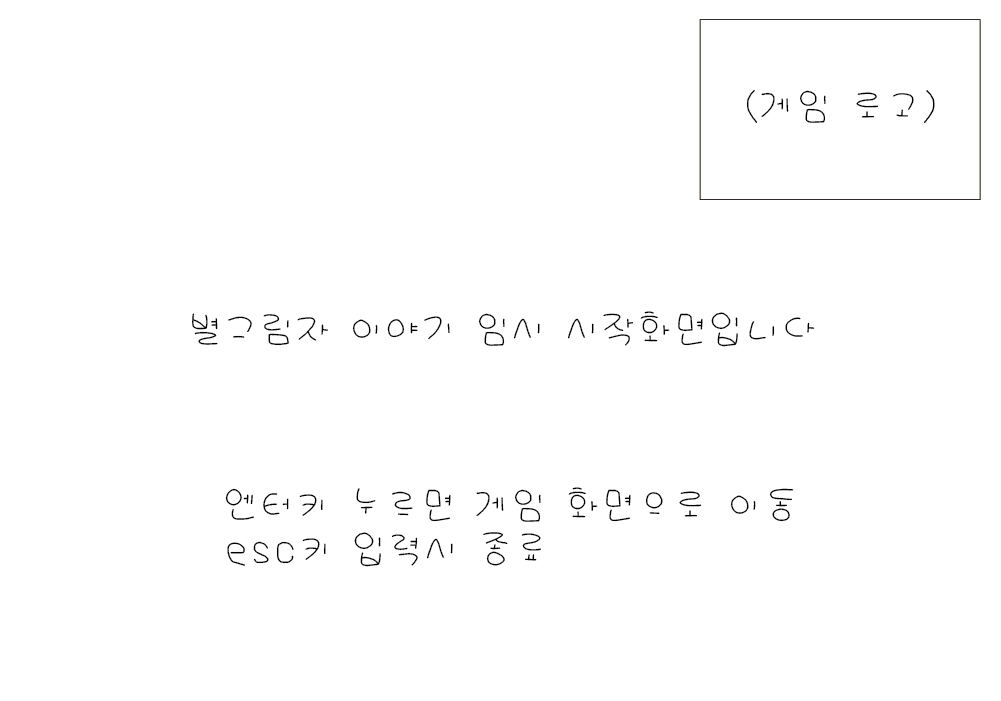 (게임 로고)
별그림자 이야기 임시 시작화면입니다
엔터키 누르면 게임 화면으로 이동
esc키 입력시 종료